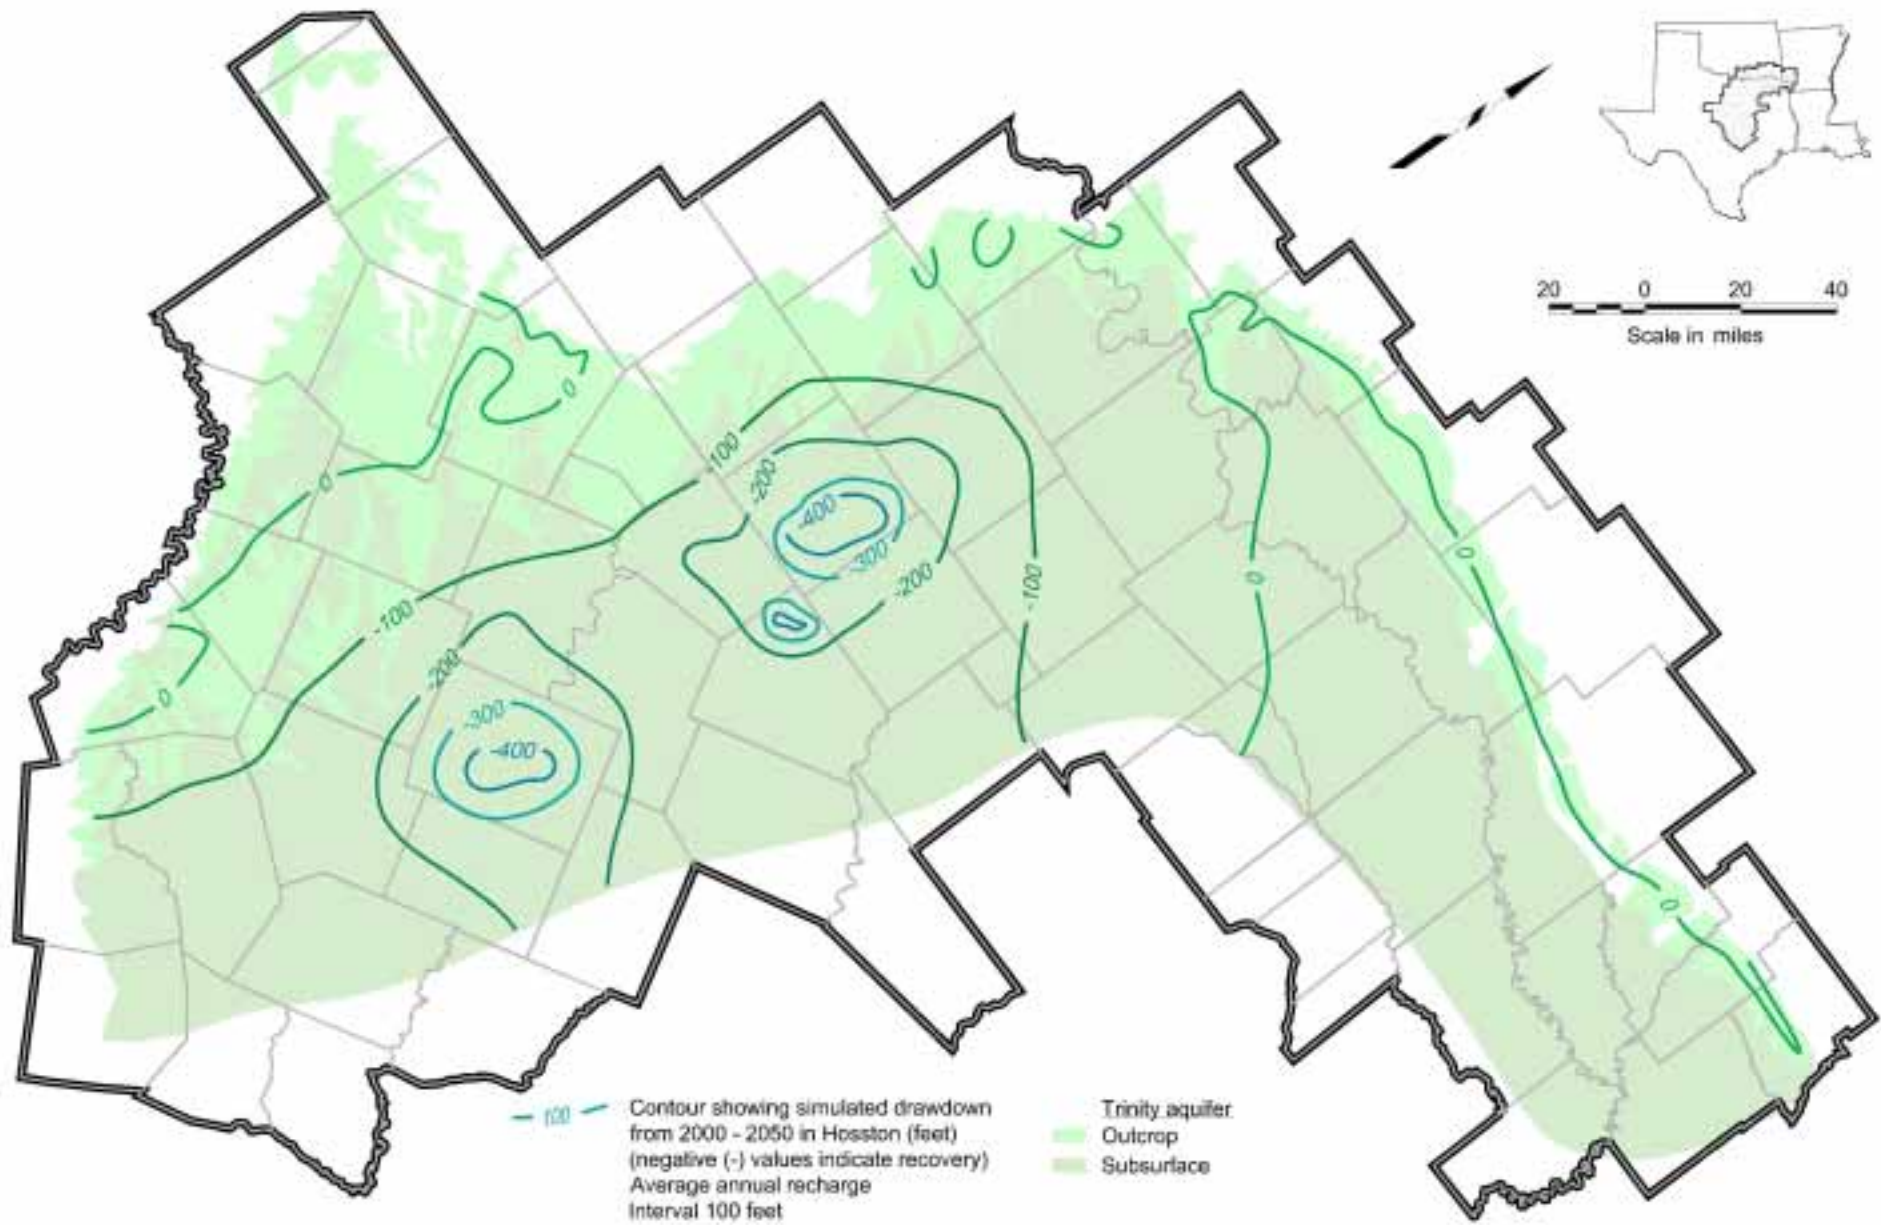 20 0 20 40
Scale in miles
0
0
-100
-200
-400
-300
-200
-100
0
0
-100
-200
0
-300
-400
0
100
Contour showing simulated drawdown
from 2000 - 2050 in Hosston (feet)
(negative (-) values indicate recovery)
Average annual recharge
Interval 100 feet
Trinity aquifer
Outcrop
Subsurface